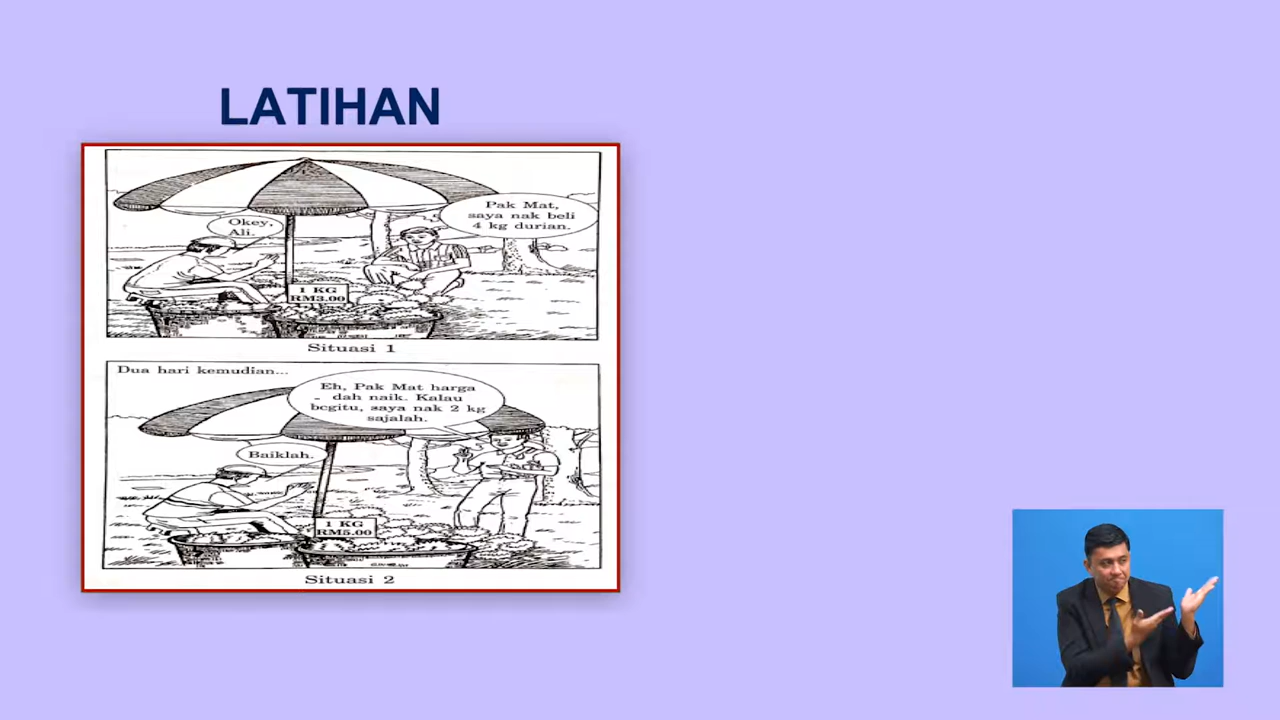 LATIHAN
Pak Mat,
saya nak beli
4 kg durian.
Okey,
Ali.
1 KG
RM3.00
Situasi 1
Dua hari kemudian...
Eh, Pak Mat harga
dah naik. Kalau
begitu, saya nak 2 kg
sajalah.
Baiklah.
1 KG
RM5.00
Situasi 2